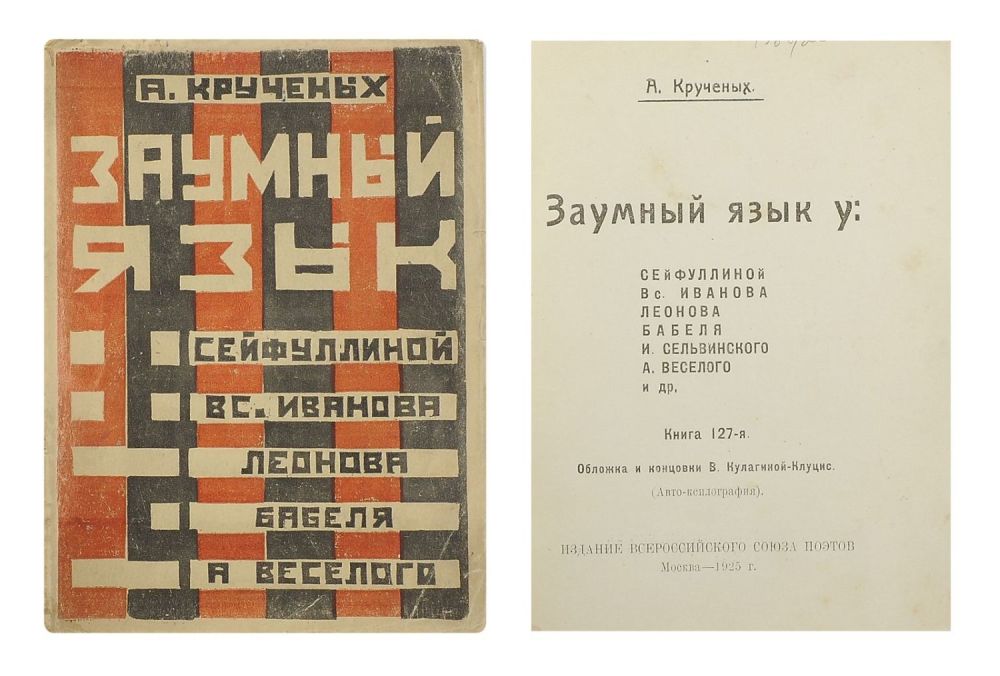 А. КРУЧЕНЫХ
ЗАУМНЫЙ
ЯЗЫК
СЕЙФУЛЛИНОЙ
ВС. ИВАНОВА
ЛЕОНОВА
БАБЕЛЯ
А ВЕСЕЛОГО
А. Крученых.
Заумный язык у:
СЕйФУЛЛИНОй
Вс. ИВАНОВА
ЛЕОНОВА
БАБЕЛЯ
И. СЕЛЬВИНСКОГО
А. ВЕСЕЛОГО
и др,
Книга 127-я.
Обложка и концовки В. Кулагиной-Клуцис.
(Авто-ксилография).
ИЗДАНИЕ ВСЕРОССИЙСКОГО СОЮЗА ПОЭТОВ
Москва—1925 г.